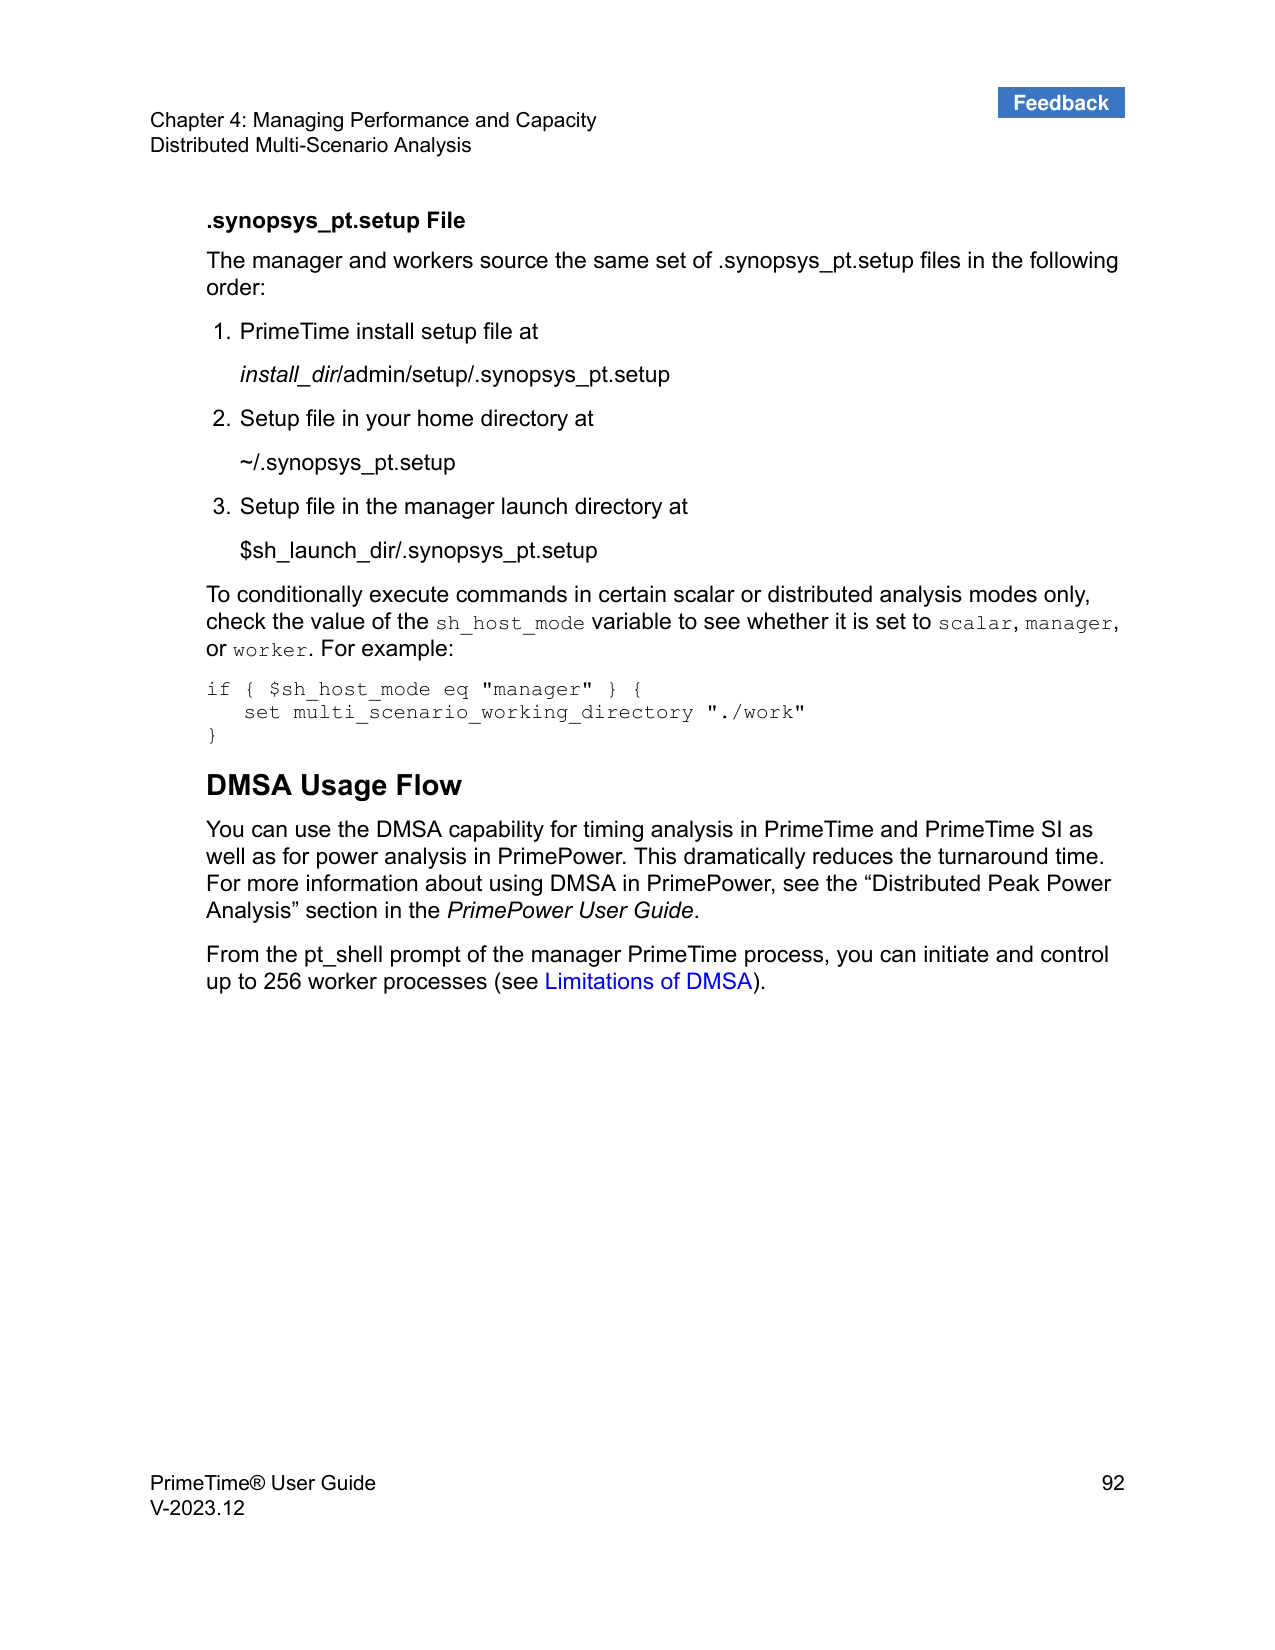 Feedback
Chapter 4: Managing Performance and Capacity
Distributed Multi-Scenario Analysis
.synopsys_pt.setup File
The manager and workers source the same set of .synopsys_pt.setup files in the following
order:
1. PrimeTime install setup file at
install_dir/admin/setup/.synopsys_pt.setup
2. Setup file in your home directory at
~/.synopsys_pt.setup
3. Setup file in the manager launch directory at
$sh_launch_dir/.synopsys_pt.setup
To conditionally execute commands in certain scalar or distributed analysis modes only,
check the value of the sh_host_mode variable to see whether it is set to scalar, manager,
or worker. For example:
if { $sh_host_mode eq "manager" } {
   set multi_scenario_working_directory "./work"
}
DMSA Usage Flow
You can use the DMSA capability for timing analysis in PrimeTime and PrimeTime SI as
well as for power analysis in PrimePower. This dramatically reduces the turnaround time.
For more information about using DMSA in PrimePower, see the “Distributed Peak Power
Analysis” section in the PrimePower User Guide.
From the pt_shell prompt of the manager PrimeTime process, you can initiate and control
up to 256 worker processes (see Limitations of DMSA).
PrimeTime® User Guide 92
V-2023.12